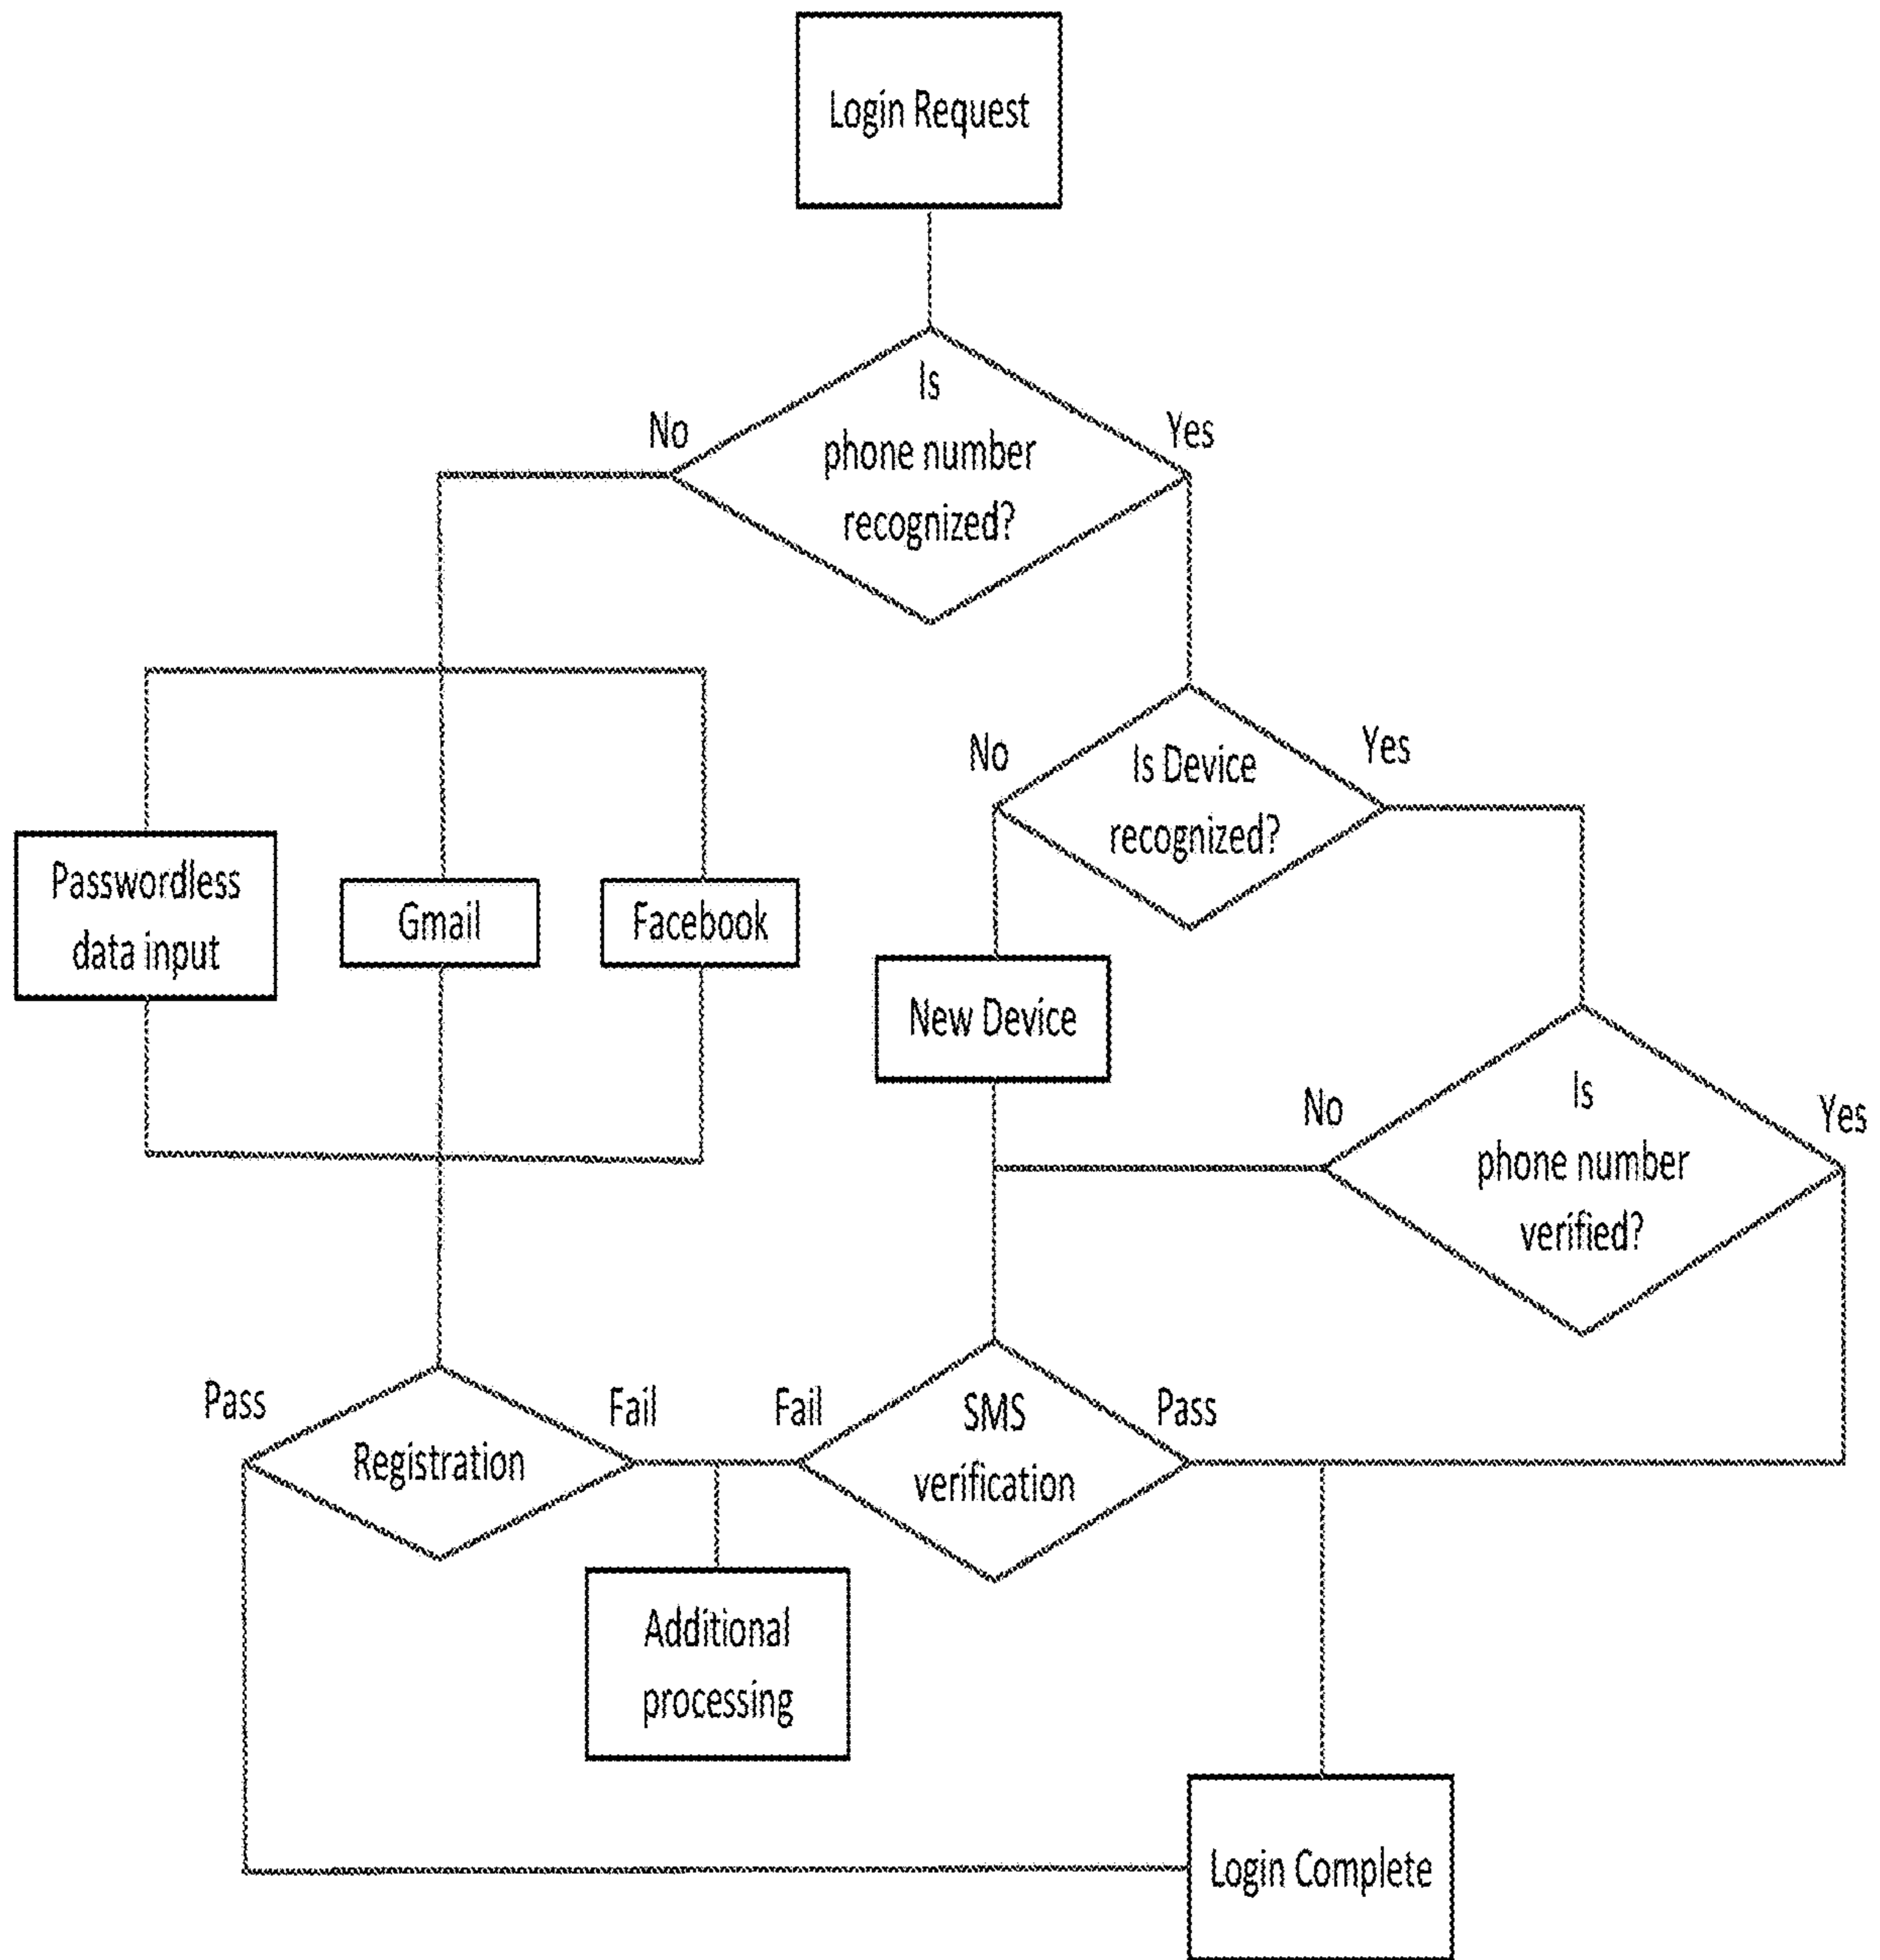 Login Request
Is
phone number
recognized?
No
Yes
Is Device
recognized?
No
Yes
Passwordless
data input
Gmail
Facebook
New Device
Is
phone number
verified?
No
Yes
Registration
Pass
Fail
SMS
verification
Fail
Pass
Additional
processing
Login Complete